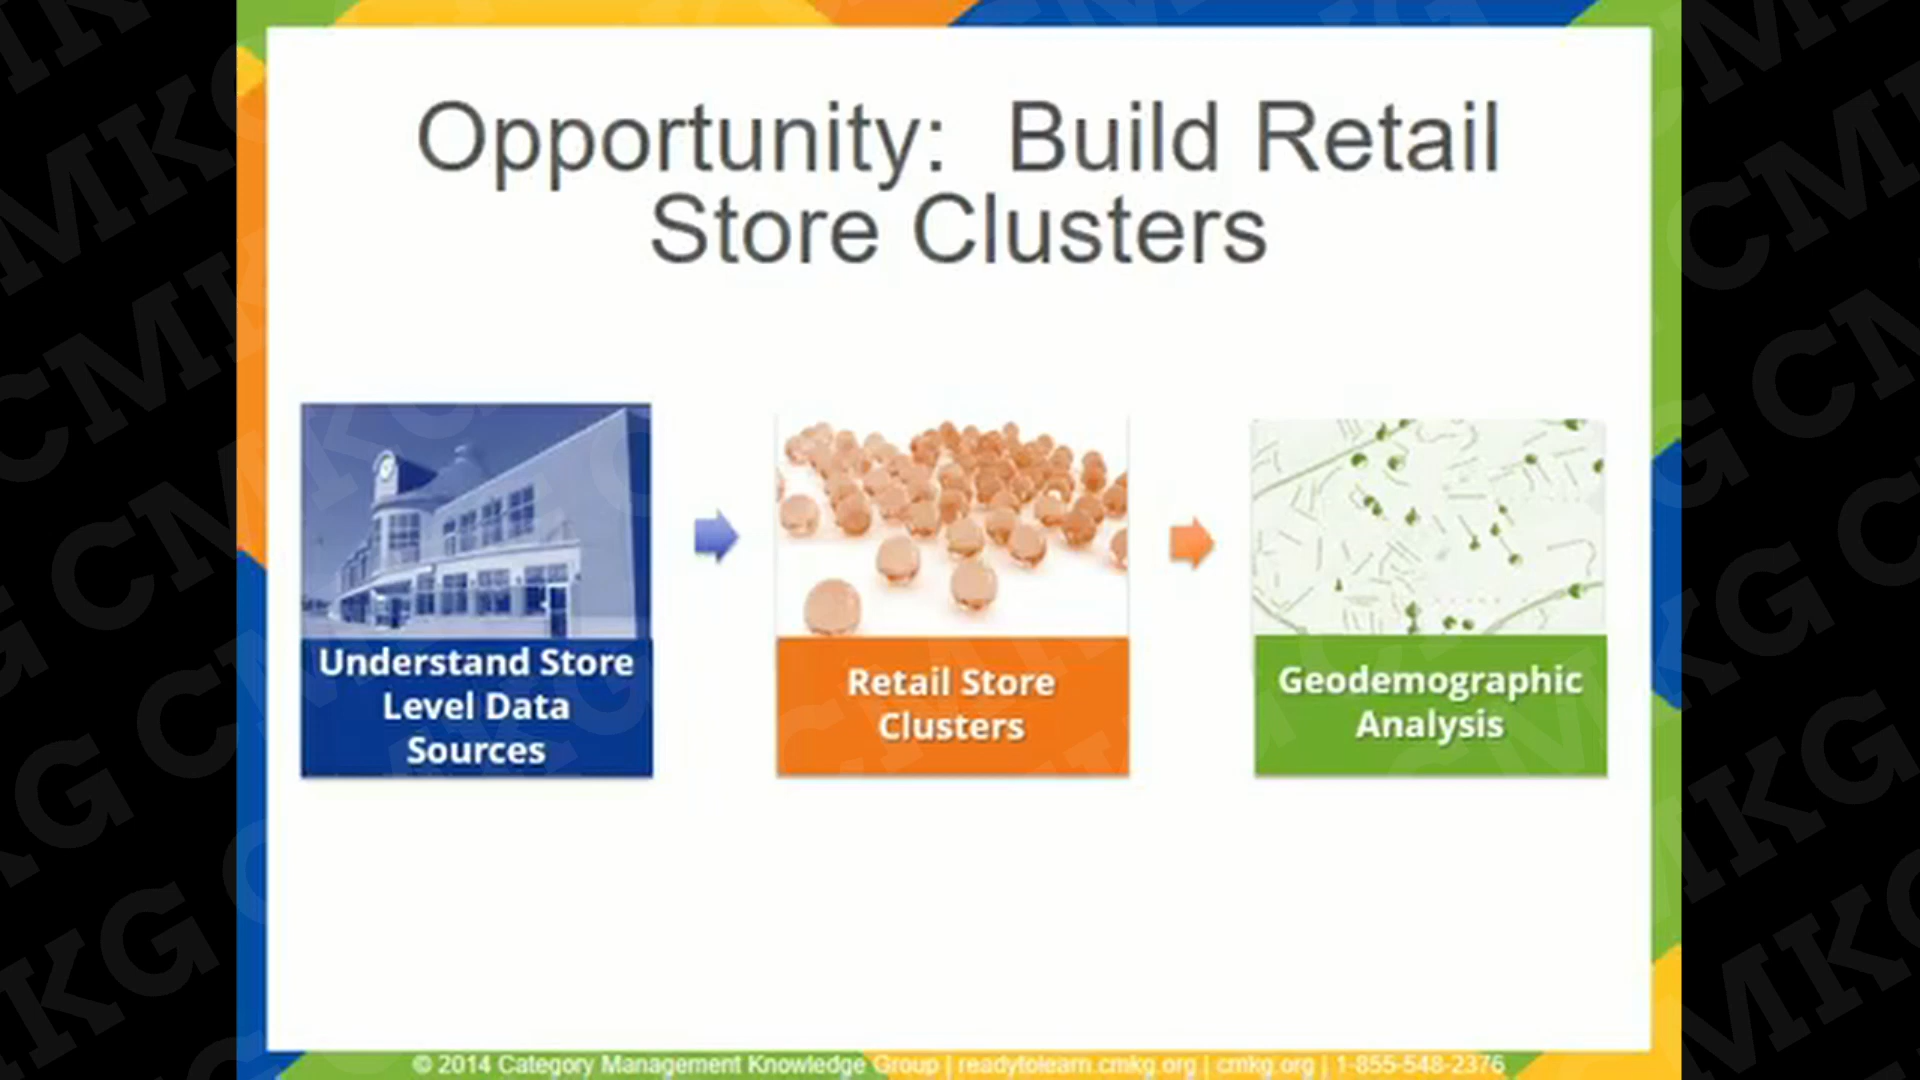 Opportunity: Build Retail
Store Clusters
Understand Store
Level Data
Sources
Retail Store
Clusters
Geodemographic
Analysis
© 2014 Category Management Knowledge Group | readytolearn.cmkg.org | cmkg.org | 1-855-548-2376
CMKG